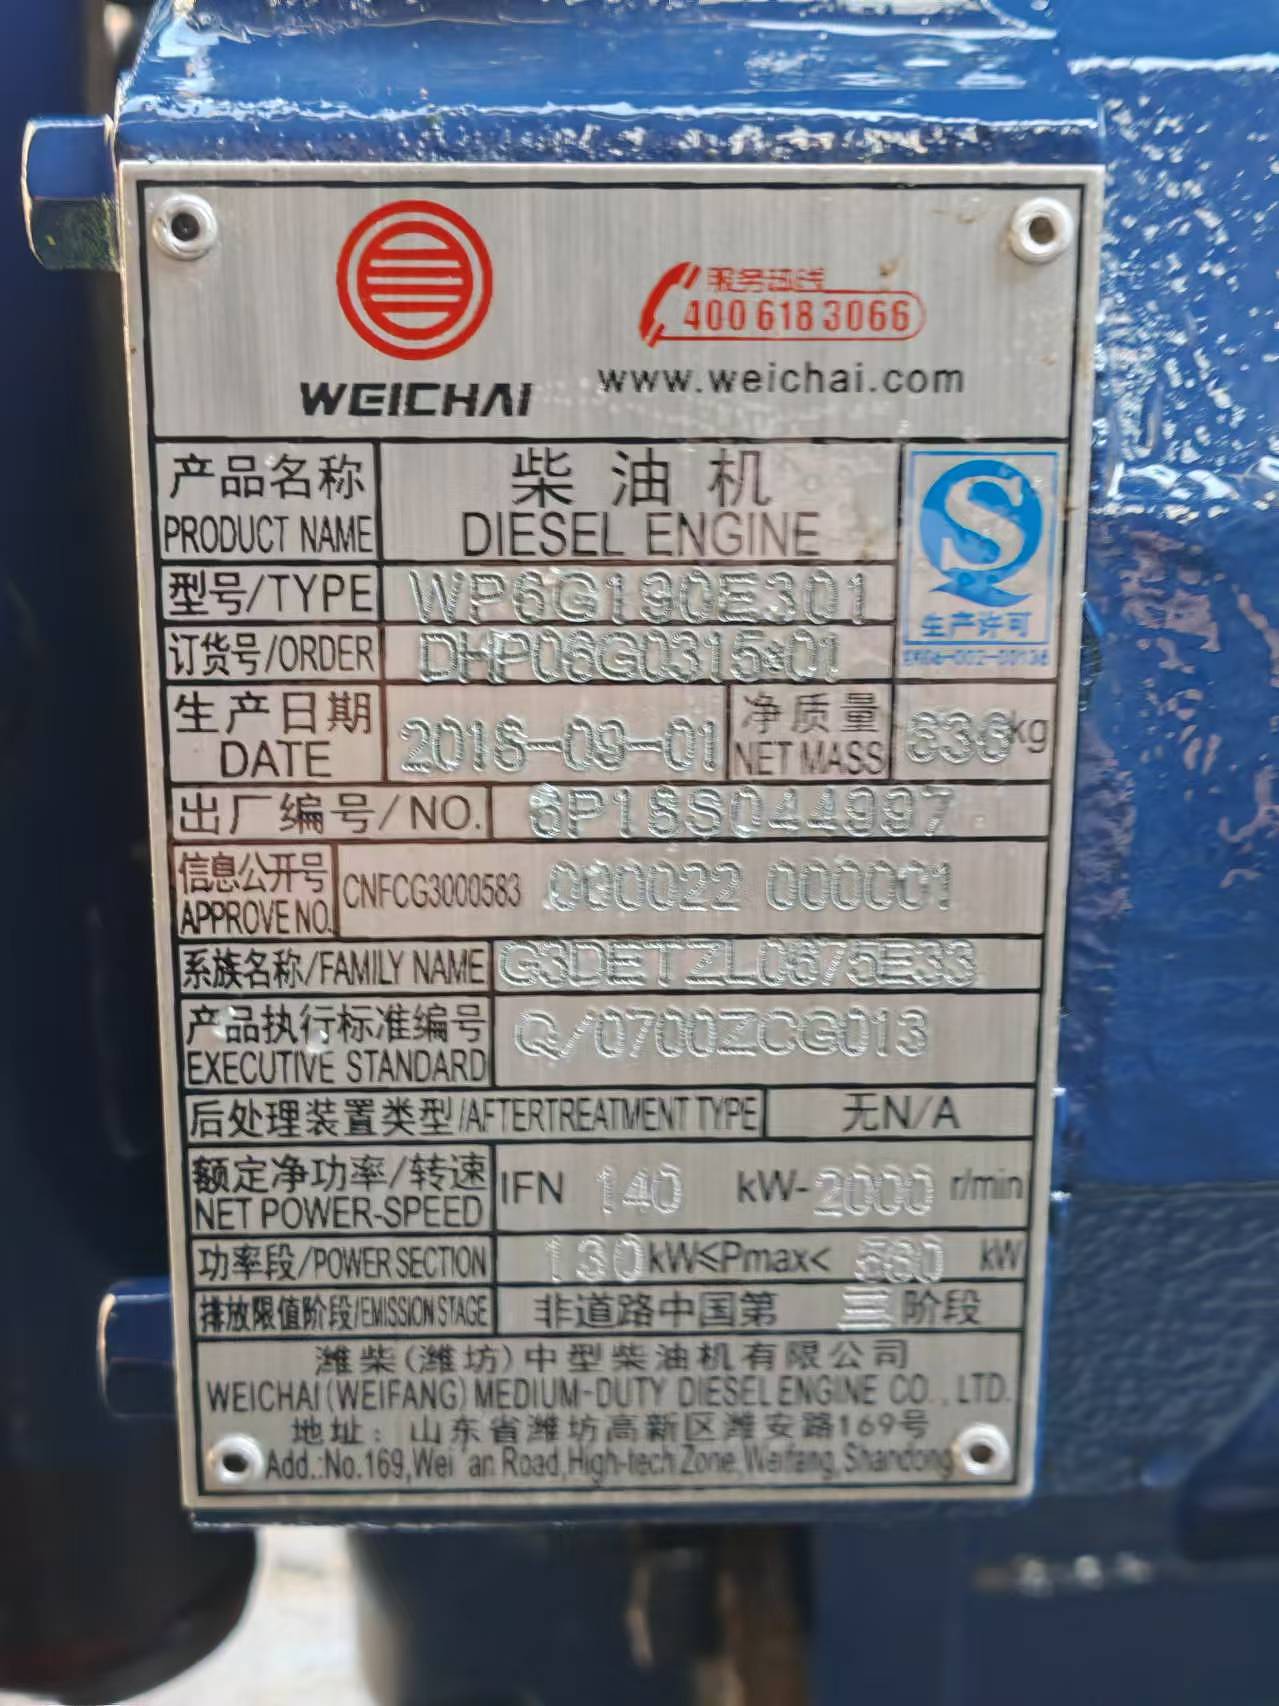 服务热线
400 618 3066
WEICHAI
www.weichai.com
产品名称
PRODUCT NAME
柴油机
DIESEL ENGINE
S
生产许可
型号/TYPE WP6G190E301
订货号/ORDER DHP06G0315*01
生产日期
DATE
2016-09-01
净质量
NET MASS
kg
出厂编号/NO. 6P16S044997
信息公开号
APPROVE NO.
CNFCG3000583 000022 000001
系族名称/FAMILY NAME G3DETZL0675E33
产品执行标准编号
EXECUTIVE STANDARD
Q/0700ZCG013
后处理装置类型/AFTERTREATMENT TYPE 无N/A
额定净功率/转速
NET POWER-SPEED
IFN 140 kW-2000 r/min
功率段/POWER SECTION 130kW≤Pmax<560 kW
排放限值阶段/EMISSION STAGE 非道路中国第三阶段
潍柴(潍坊)中型柴油机有限公司
WEICHAI(WEIFANG) MEDIUM-DUTY DIESEL ENGINE CO., LTD.
地址：山东省潍坊高新区潍安路169号
Add.:No.169,Wei'an Road,High-tech Zone,Weifang,Shandong